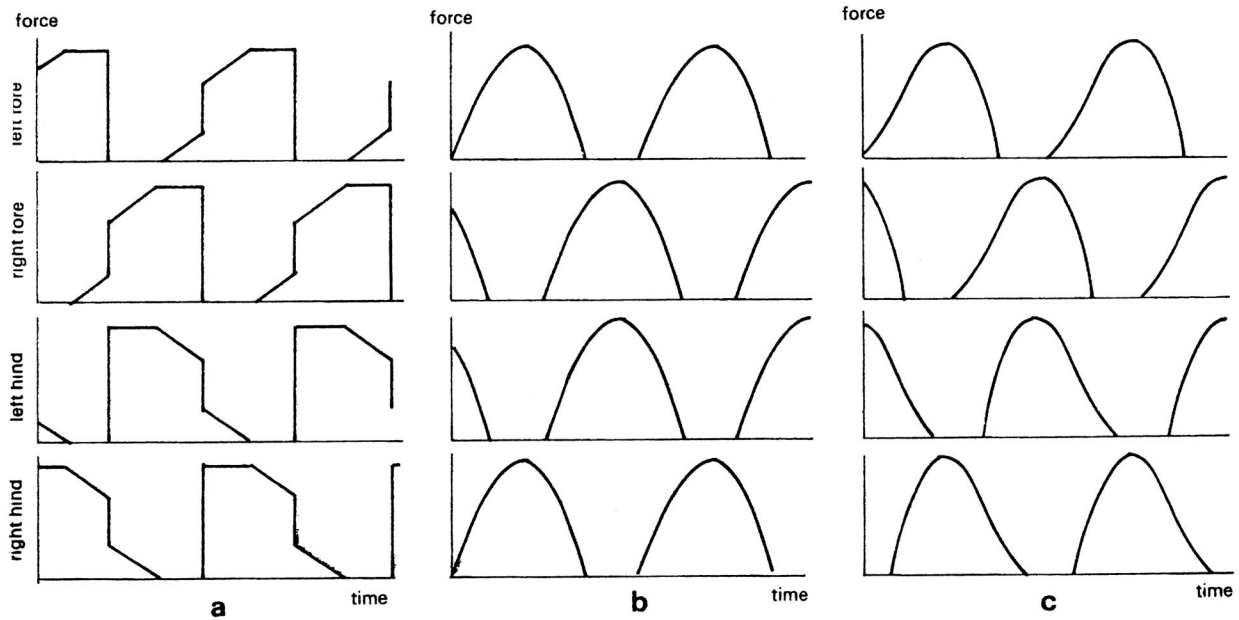 force
force
force
left fore
right fore
left hind
right hind
time
time
time
a
b
c